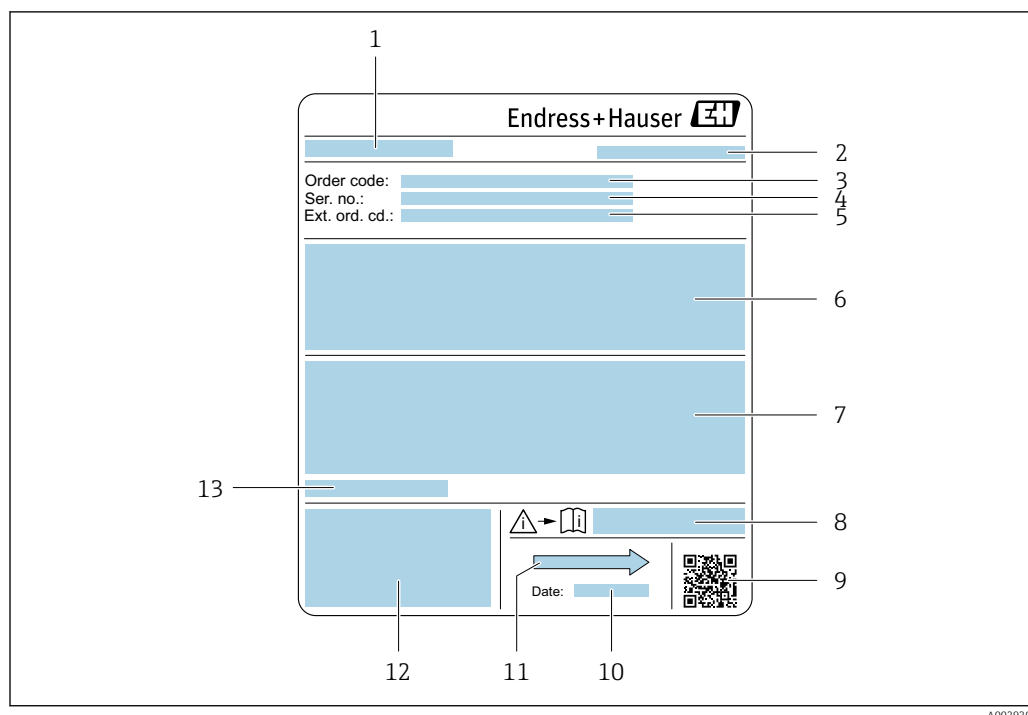 1
Endress+Hauser EH
2
Order code: 3
Ser. no.: 4
Ext. ord. cd.: 5
6
7
13
i i 8
11 9
Date:
12 10